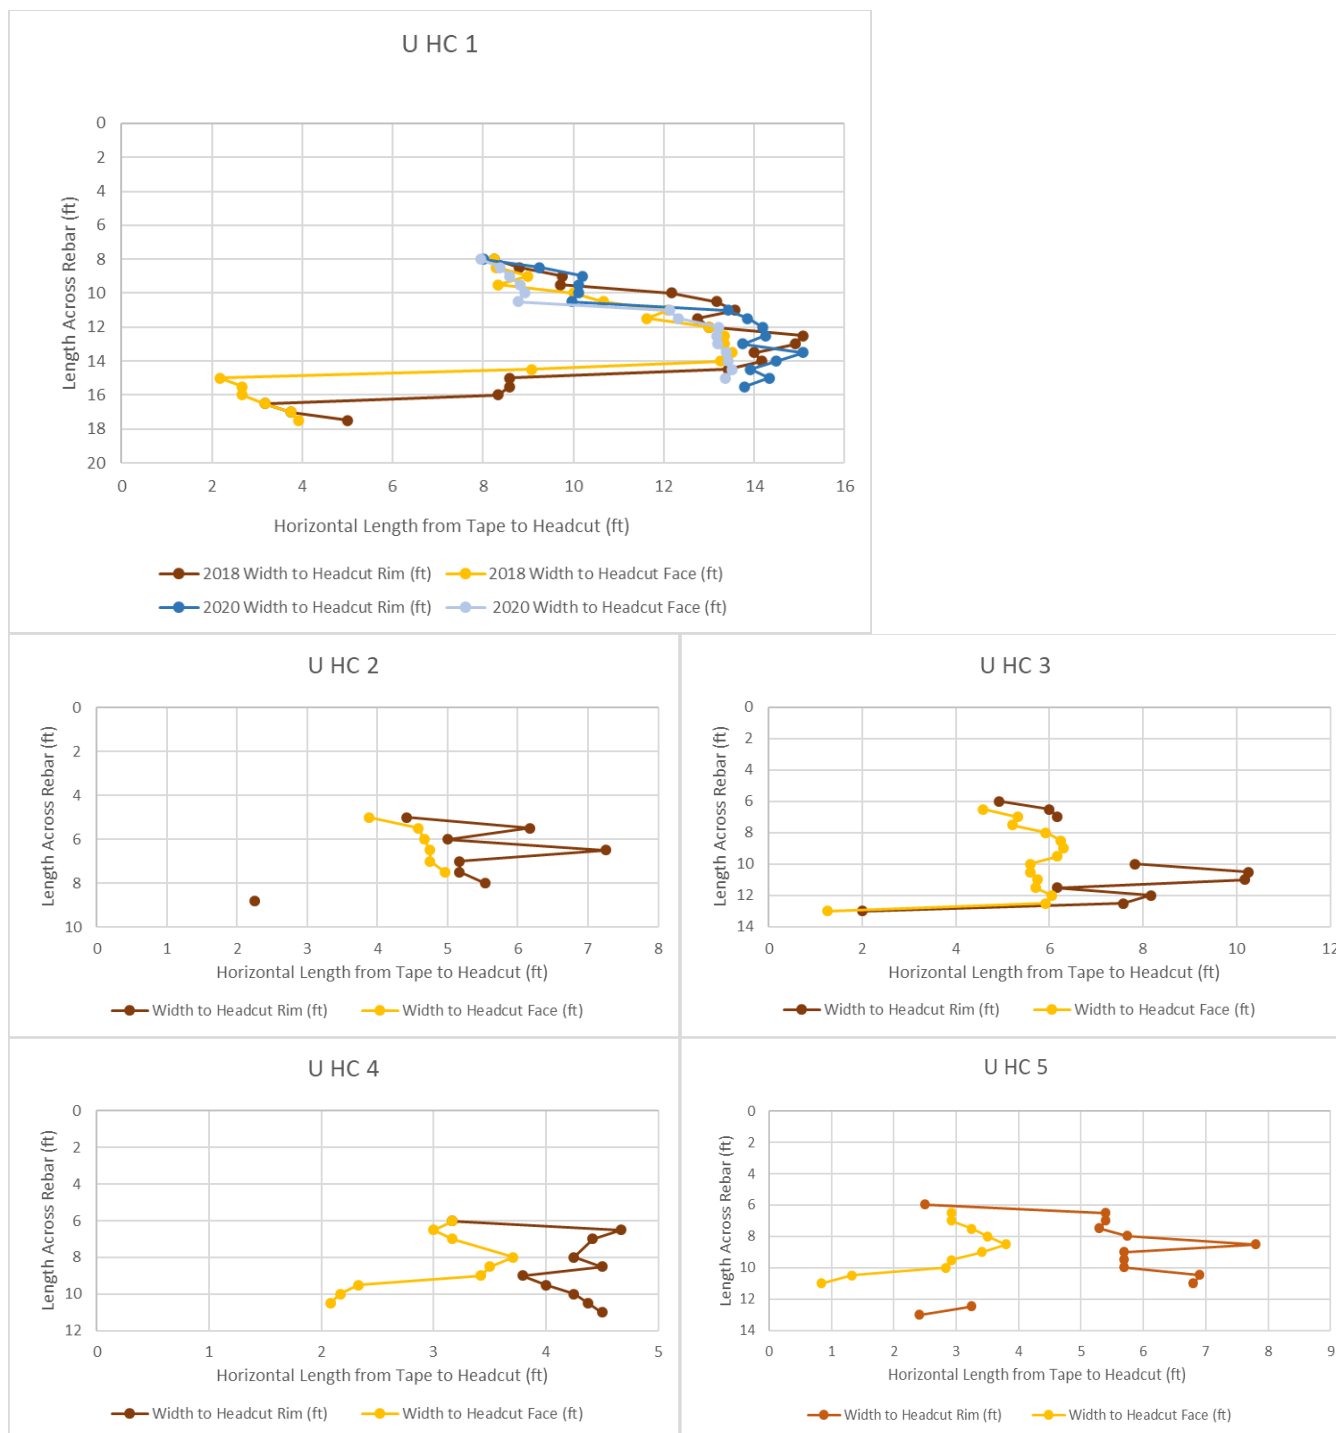 U HC 1
Length Across Rebar (ft)
0
2
4
6
8
10
12
14
16
18
20
0 2 4 6 8 10 12 14 16
Horizontal Length from Tape to Headcut (ft)
2018 Width to Headcut Rim (ft) 2018 Width to Headcut Face (ft)
2020 Width to Headcut Rim (ft) 2020 Width to Headcut Face (ft)
U HC 2
Length Across Rebar (ft)
0
2
4
6
8
10
0 1 2 3 4 5 6 7 8
Horizontal Length from Tape to Headcut (ft)
Width to Headcut Rim (ft) Width to Headcut Face (ft)
U HC 3
Length Across Rebar (ft)
0
2
4
6
8
10
12
14
0 2 4 6 8 10 12
Horizontal Length from Tape to Headcut (ft)
Width to Headcut Rim (ft) Width to Headcut Face (ft)
U HC 4
Length Across Rebar (ft)
0
2
4
6
8
10
12
0 1 2 3 4 5
Horizontal Length from Tape to Headcut (ft)
Width to Headcut Rim (ft) Width to Headcut Face (ft)
U HC 5
Length Across Rebar (ft)
0
2
4
6
8
10
12
14
0 1 2 3 4 5 6 7 8 9
Horizontal Length from Tape to Headcut (ft)
Width to Headcut Rim (ft) Width to Headcut Face (ft)